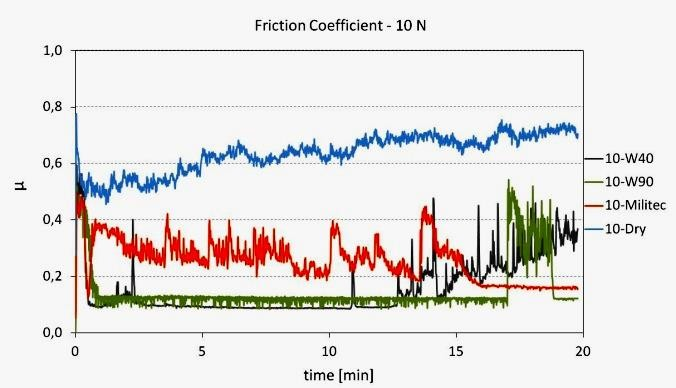 Friction Coefficient - 10 N
1,0
0,8
0,6
0,4
0,2
0,0
μ
0 5 10 15 20
time [min]
10-W40
10-W90
10-Militec
10-Dry